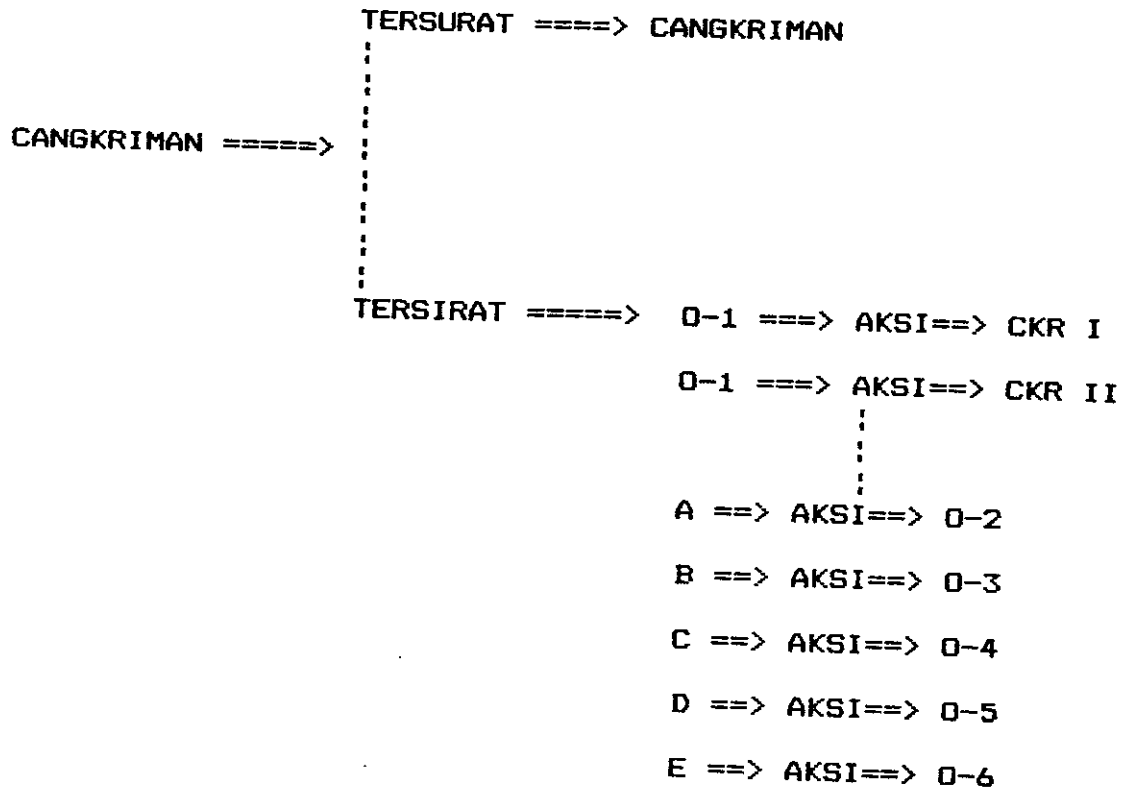 TERSURAT ====> CANGKRIMAN
CANGKRIMAN =====>
TERSIRAT =====> O-1 ===> AKSI==> CKR I
O-1 ===> AKSI==> CKR II
A ==> AKSI==> O-2
B ==> AKSI==> O-3
C ==> AKSI==> O-4
D ==> AKSI==> O-5
E ==> AKSI==> O-6